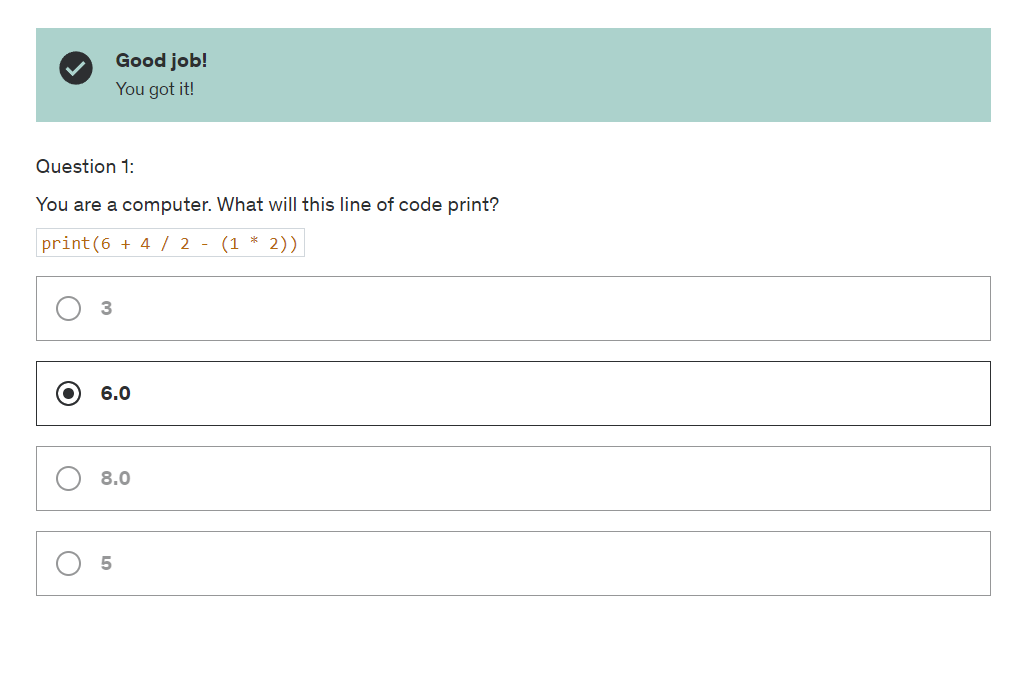 Good job!
You got it!
Question 1:
You are a computer. What will this line of code print?
print(6 + 4 / 2 - (1 * 2))
3
6.0
8.0
5